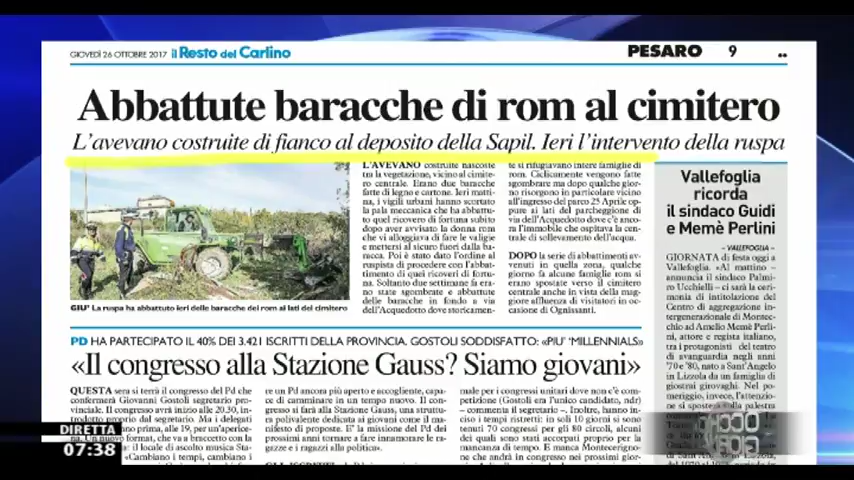 GIOVEDÌ 26 OTTOBRE 2017 il Resto del Carlino
PESARO 9 ••
Abbattute baracche di rom al cimitero
L'avevano costruite di fianco al deposito della Sapil. Ieri l'intervento della ruspa
GIU' La ruspa ha abbattuto ieri delle baracche dei rom ai lati del cimitero
L'AVEVANO costruite nascoste
tra la vegetazione, vicino al cimitero
centrale. Erano due baracche
fatte di legno e cartone. Ieri mattina,
i vigili urbani hanno scortato
la pala meccanica che ha abbattuto
quel ricovero di fortuna subito
dopo aver avvisato la donna rom
che vi alloggiava di fare le valigie
e mettersi al sicuro fuori dalla baracca.
Poi è stato dato l'ordine al
ruspista di procedere con l'abbattimento
di quei ricoveri di fortuna.
Soltanto due settimane fa erano
state sgombrate e abbattute
delle baracche in fondo a via
dell'Acquedotto dove storicamen-
te si rifugiavano intere famiglie di
rom. Ciclicamente vengono fatte
sgombrare ma dopo qualche giorno
risorgono in particolare vicino
all'ingresso del parco 25 Aprile oppure
ai lati del parcheggione di
via dell'Acquedotto dove c'è ancora
l'immobile che ospitava la centrale
di sollevamento dell'acqua.
DOPO la serie di abbattimenti avvenuti
in quella zona, qualche
giorno fa alcune famiglie rom si
erano spostate verso il cimitero
centrale anche in vista della maggiore
affluenza di visitatori in occasione
di Ognissanti.
Vallefoglia
ricorda
il sindaco Guidi
e Memè Perlini
– VALLEFOGLIA –
GIORNATA di festa oggi a
Vallefoglia. «Al mattino –
annuncia il sindaco Palmiro
Ucchielli – ci sarà la cerimonia
di intitolazione del
Centro di aggregazione intergenerazionale
di Montecchio
ad Amelio Memè Perlini,
attore e regista italiano,
tra i protagonisti del teatro
di avanguardia negli anni
'70 e '80, nato a Sant'Angelo
in Lizzola da un famiglia di
giostrai girovaghi. Nel pomeriggio,
invece, l'attenzione
si sposterà
PD HA PARTECIPATO IL 40% DEI 3.421 ISCRITTI DELLA PROVINCIA. GOSTOLI SODDISFATTO: «PIU' 'MILLENNIALS»
«Il congresso alla Stazione Gauss? Siamo giovani»
QUESTA sera si terrà il congresso del Pd che
confermerà Giovanni Gostoli segretario provinciale.
Il congresso avrà inizio alle 20.30,
re un Pd ancora più aperto e accogliente, capace
di camminare in un tempo nuovo. Il congresso
si farà alla Stazione Gauss, una struttura
polivalente dedicata ai giovani come il manifesto
di proposte. E' la missione del Pd dei
prossimi anni tornare a fare innamorare le ragazze
e i ragazzi alla politica».
male per i congressi unitari dove non c'è competizione
(Gostoli era l'unico candidato, ndr)
– commenta il segretario –. Inoltre, hanno inciso
i tempi ristretti: in soli 10 giorni si sono
tenuti 70 congressi per gli 80 circoli, alcuni
dei quali sono stati accorpati proprio per la
mancanza di tempo. E manca Montecerignone
che andrà in congresso nei prossimi giorni
DIRETTA
07:38